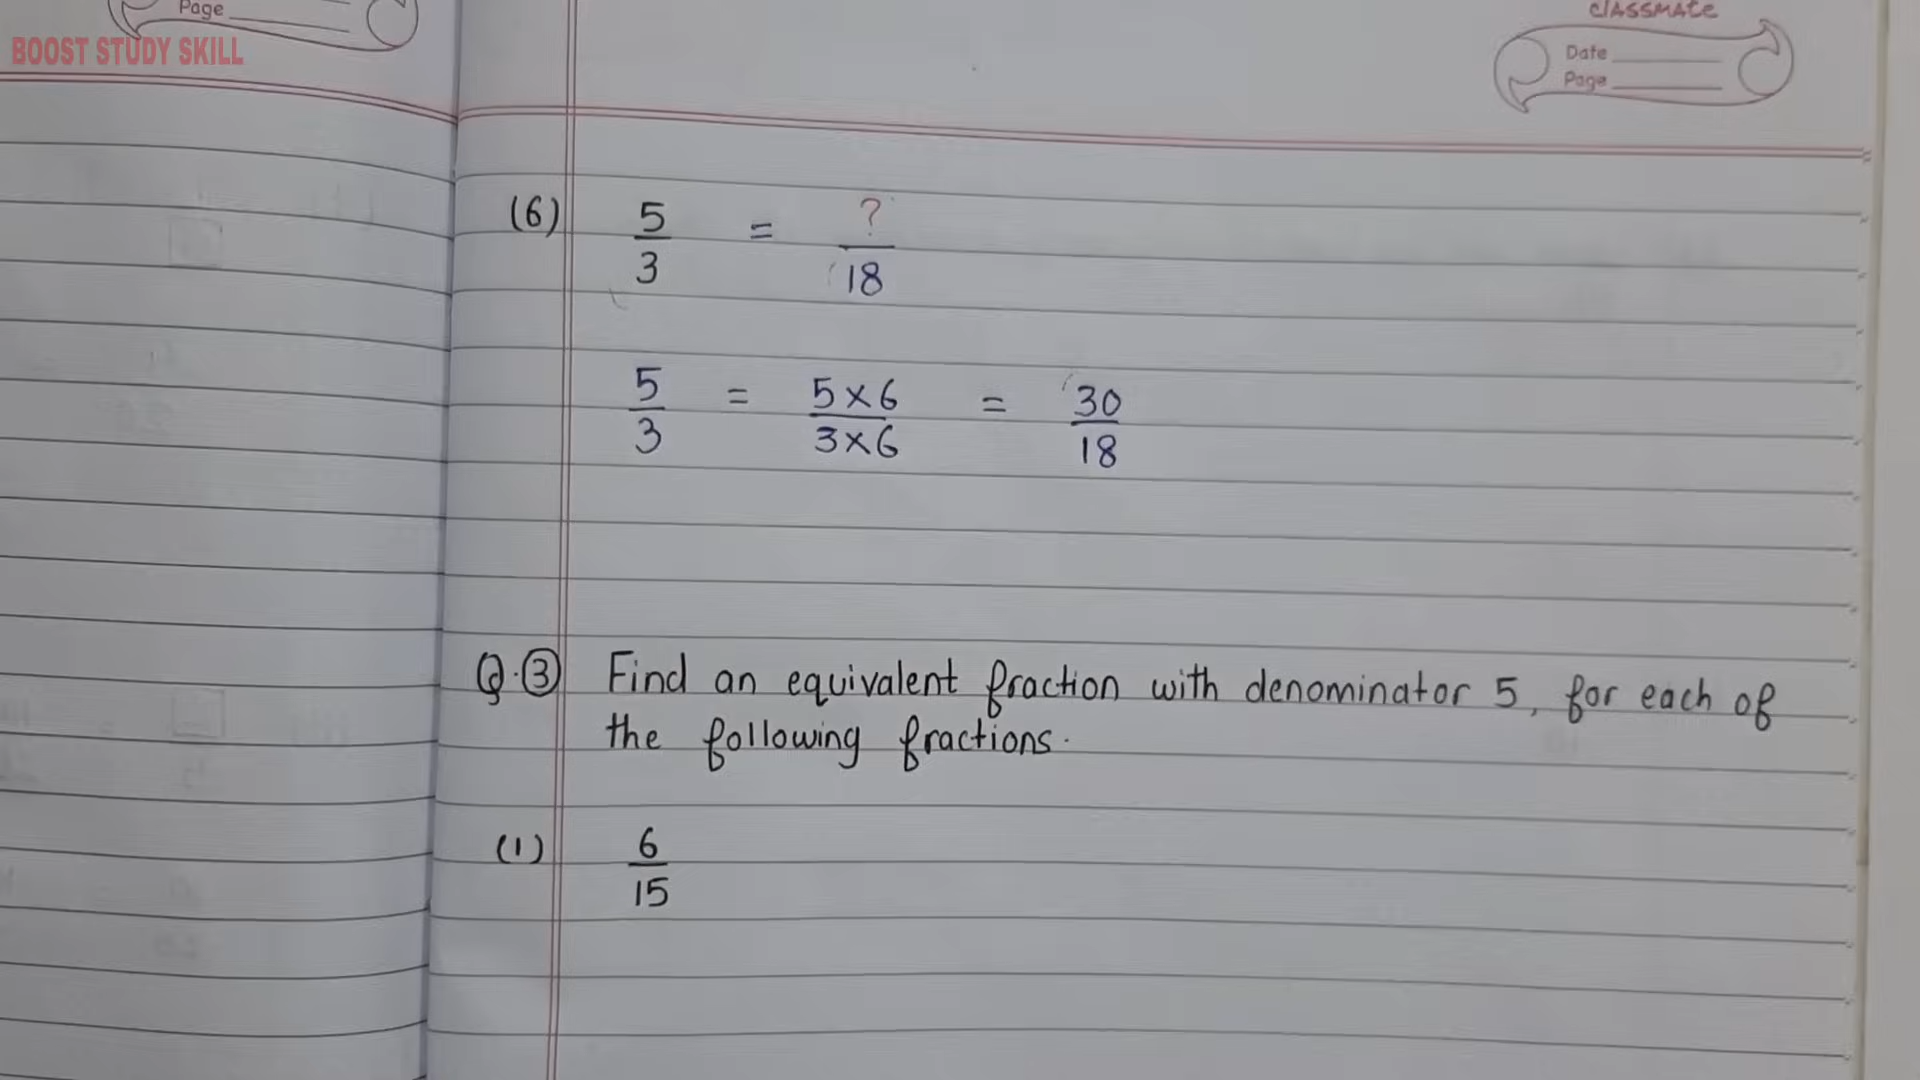 Page
BOOST STUDY SKILL
classmate
Date
Page
(6) 5/3 = ?/18
5/3 = 5×6/3×6 = 30/18
Q.③ Find an equivalent fraction with denominator 5, for each of
the following fractions.
(1) 6/15